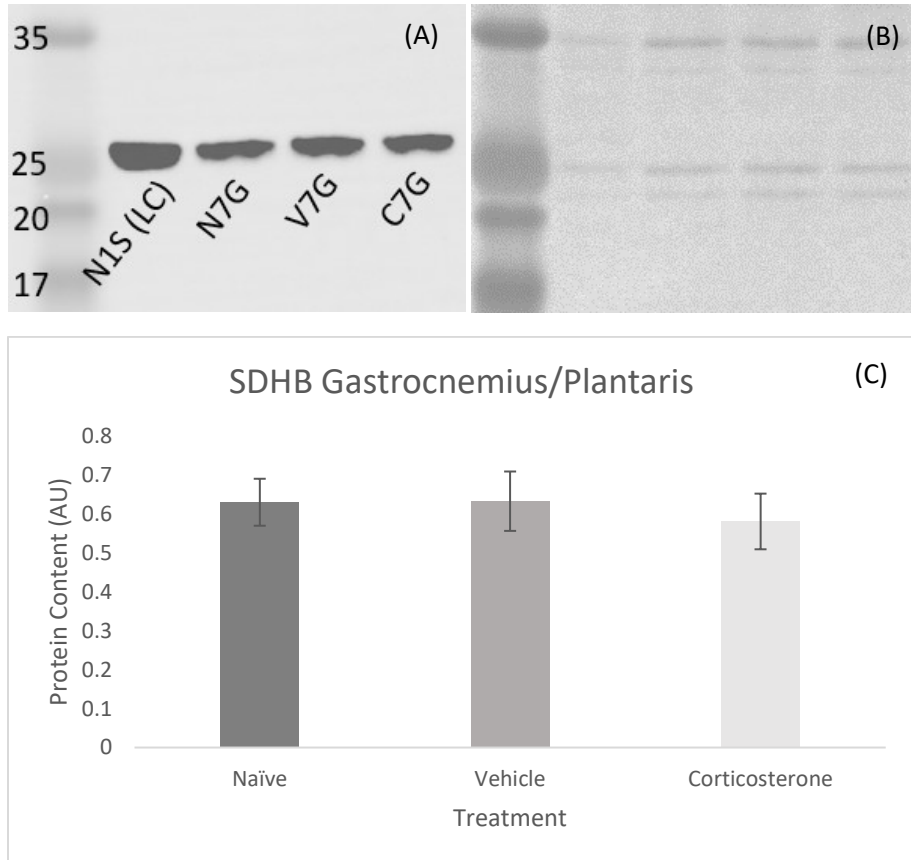 35
25
20
17
(A)
N1S (LC)
N7G
V7G
C7G
(B)
SDHB Gastrocnemius/Plantaris
(C)
Protein Content (AU)
0.8
0.7
0.6
0.5
0.4
0.3
0.2
0.1
0
Naïve
Vehicle
Corticosterone
Treatment